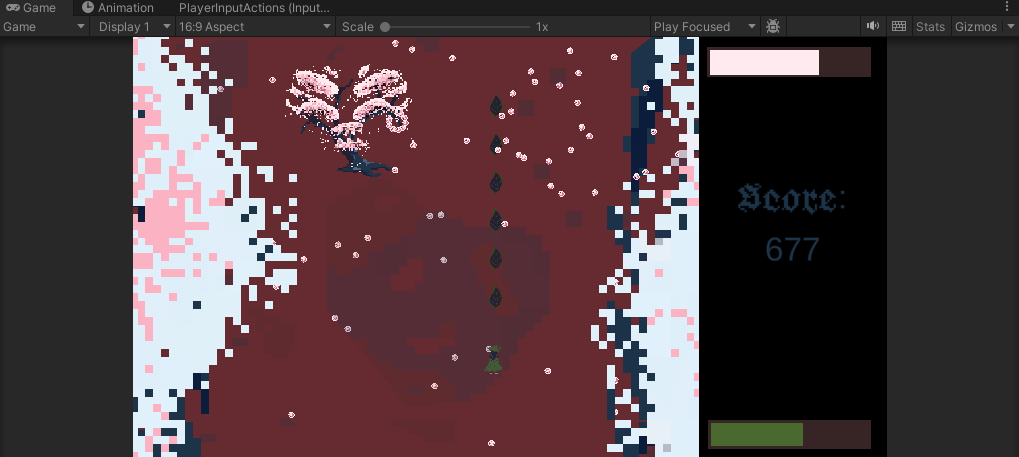 Game Animation PlayerInputActions (Input...
Game Display 1 16:9 Aspect Scale 1x Play Focused Stats Gizmos
Score:
677